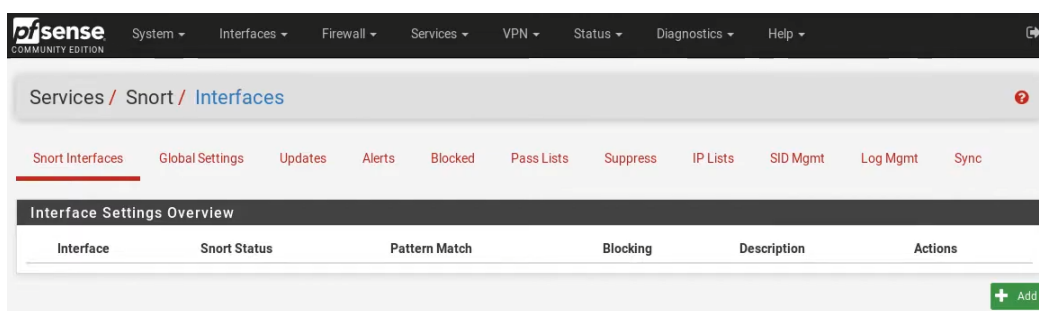 pfsense System Interfaces Firewall Services VPN Status Diagnostics Help
COMMUNITY EDITION
Services / Snort / Interfaces
Snort Interfaces Global Settings Updates Alerts Blocked Pass Lists Suppress IP Lists SID Mgmt Log Mgmt Sync
Interface Settings Overview
Interface Snort Status Pattern Match Blocking Description Actions
Add